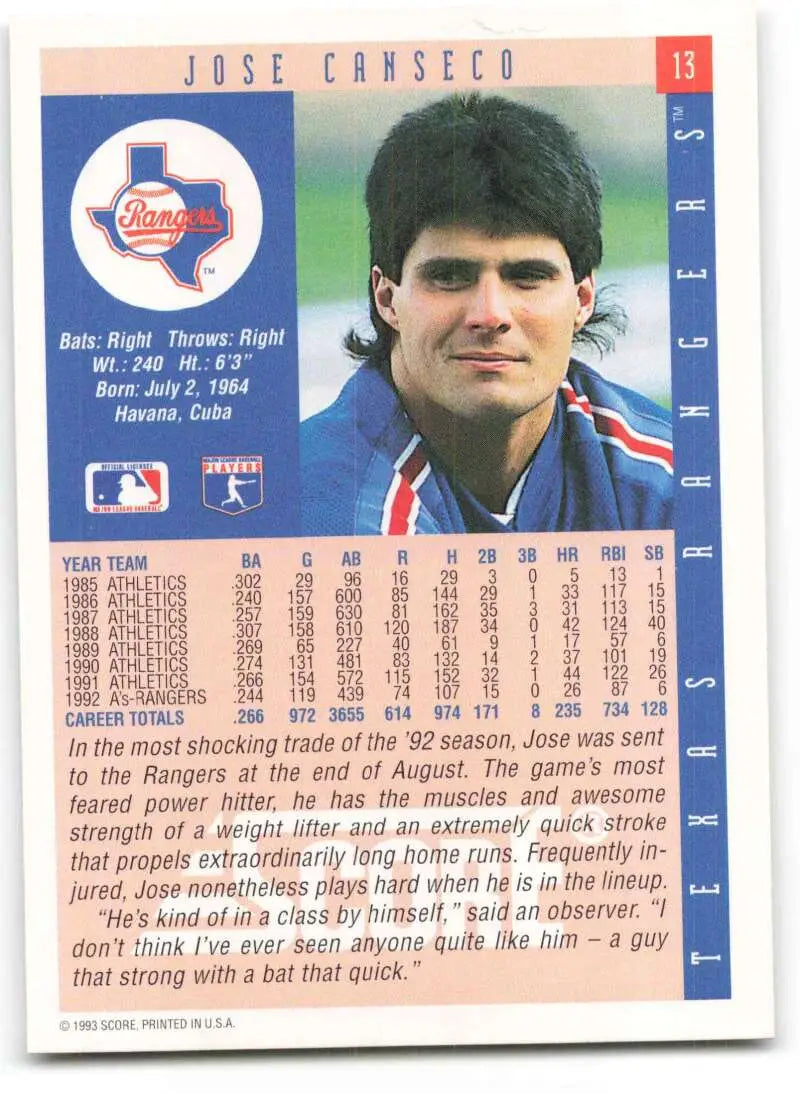 JOSE CANSECO
13
Rangers
TM
Bats: Right Throws: Right
Wt.: 240 Ht.: 6'3"
Born: July 2, 1964
Havana, Cuba
OFFICIAL LICENSEE
MAJOR LEAGUE BASEBALL
MAJOR LEAGUE BASEBALL
PLAYERS
TEXAS RANGERS™
YEAR TEAM BA G AB R H 2B 3B HR RBI SB
1985 ATHLETICS .302 29 96 16 29 3 0 5 13 1
1986 ATHLETICS .240 157 600 85 144 29 1 33 117 15
1987 ATHLETICS .257 159 630 81 162 35 3 31 113 15
1988 ATHLETICS .307 158 610 120 187 34 0 42 124 40
1989 ATHLETICS .269 65 227 40 61 9 1 17 57 6
1990 ATHLETICS .274 131 481 83 132 14 2 37 101 19
1991 ATHLETICS .266 154 572 115 152 32 1 44 122 26
1992 A's-RANGERS .244 119 439 74 107 15 0 26 87 6
CAREER TOTALS .266 972 3655 614 974 171 8 235 734 128
In the most shocking trade of the '92 season, Jose was sent
to the Rangers at the end of August. The game's most
feared power hitter, he has the muscles and awesome
strength of a weight lifter and an extremely quick stroke
that propels extraordinarily long home runs. Frequently in-
jured, Jose nonetheless plays hard when he is in the lineup.
"He's kind of in a class by himself," said an observer. "I
don't think I've ever seen anyone quite like him – a guy
that strong with a bat that quick."
SCORE®
© 1993 SCORE, PRINTED IN U.S.A.